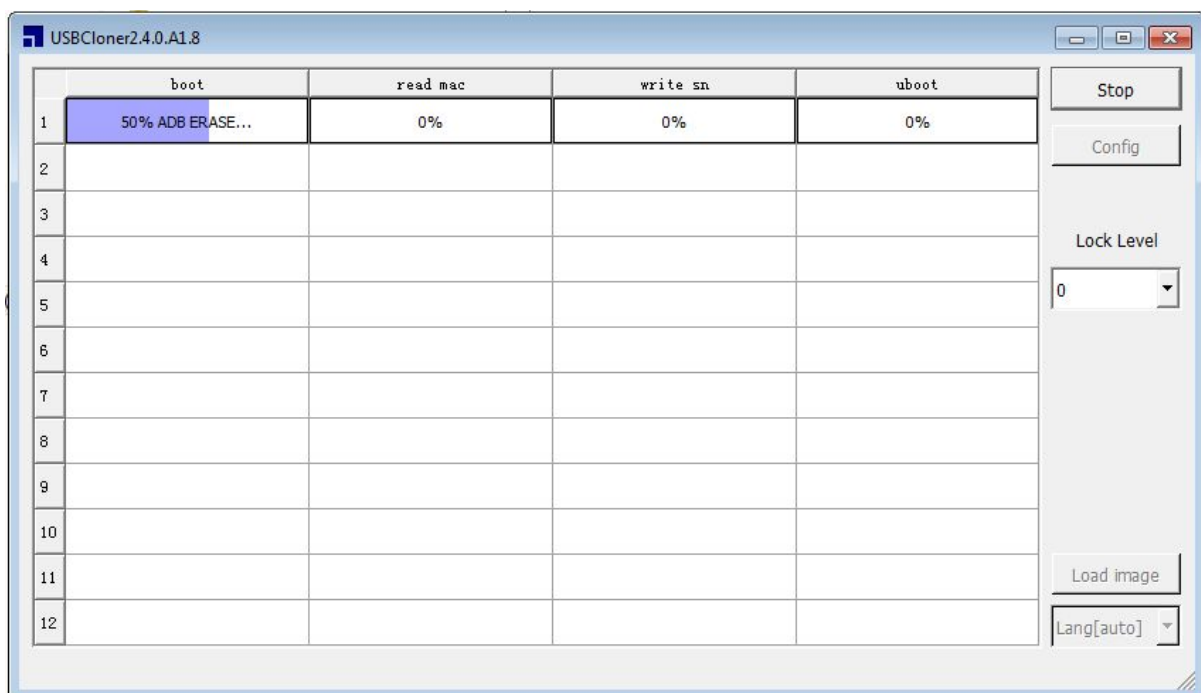 USBCloner2.4.0.A1.8
boot read mac write sn uboot
Stop
1 50% ADB ERASE... 0% 0% 0%
Config
2
3
Lock Level
4
0
5
6
7
8
9
10
11
Load image
12
Lang[auto]